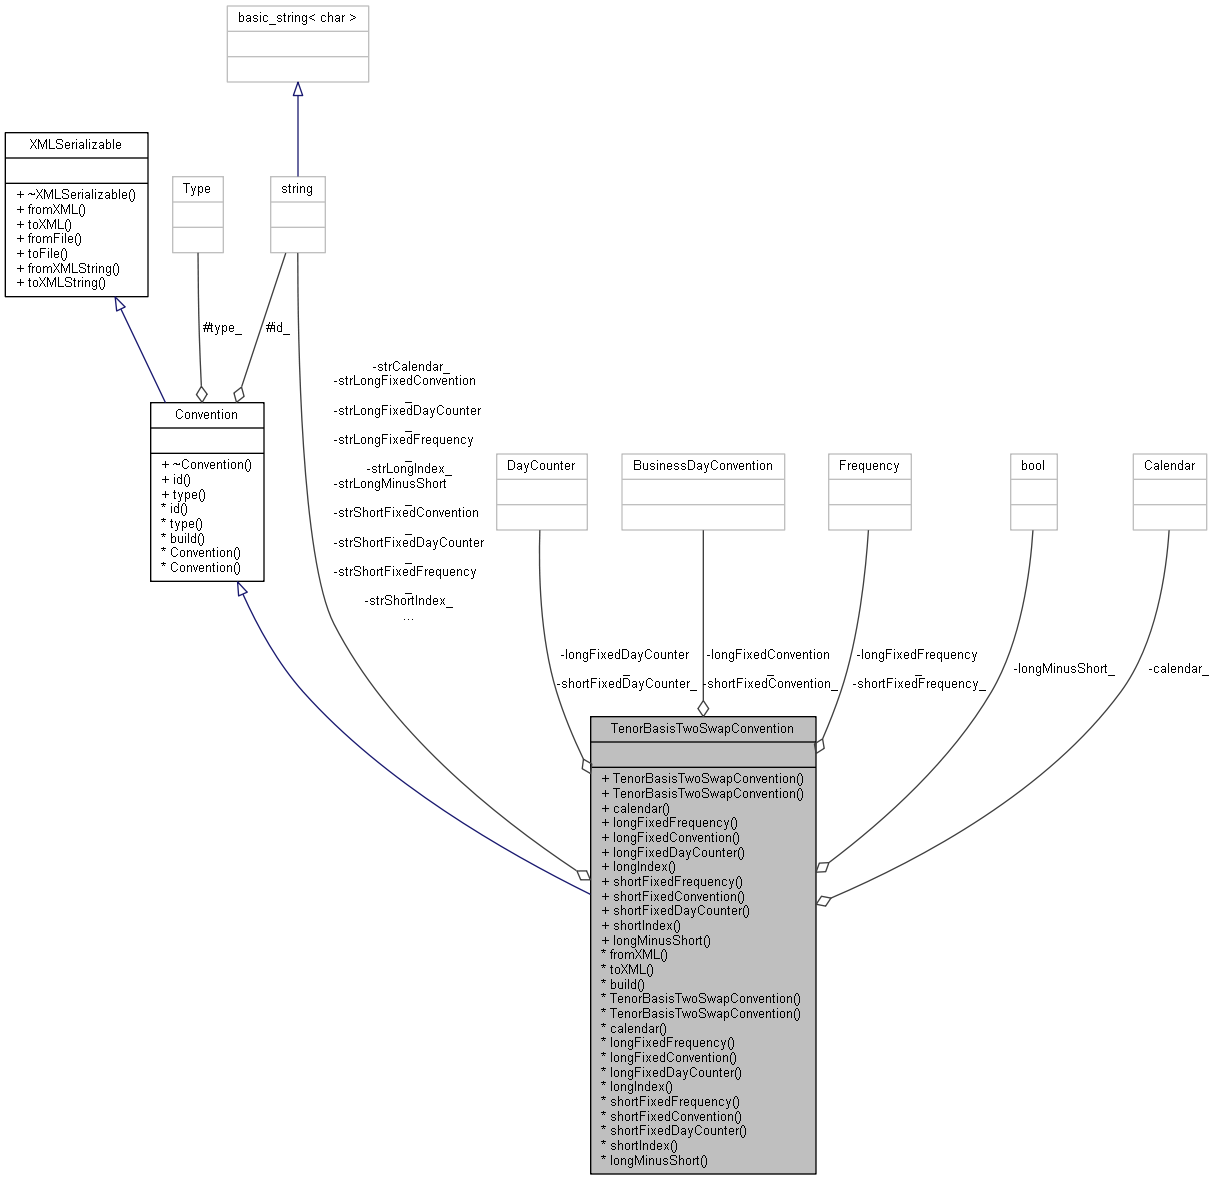 basic_string< char >
XMLSerializable
+ ~XMLSerializable()
+ fromXML()
+ toXML()
+ fromFile()
+ toFile()
+ fromXMLString()
+ toXMLString()
Type
string
#type_
#id_
Convention
+ ~Convention()
+ id()
+ type()
* id()
* type()
* build()
* Convention()
* Convention()
-strCalendar_
-strLongFixedConvention
_
-strLongFixedDayCounter
_
-strLongFixedFrequency
_
-strLongIndex_
-strLongMinusShort
_
-strShortFixedConvention
_
-strShortFixedDayCounter
_
-strShortFixedFrequency
_
-strShortIndex_
...
DayCounter
BusinessDayConvention
Frequency
bool
Calendar
-longFixedDayCounter
_
-shortFixedDayCounter_
-longFixedConvention
_
-shortFixedConvention_
-longFixedFrequency
_
-shortFixedFrequency_
-longMinusShort_
-calendar_
TenorBasisTwoSwapConvention
+ TenorBasisTwoSwapConvention()
+ TenorBasisTwoSwapConvention()
+ calendar()
+ longFixedFrequency()
+ longFixedConvention()
+ longFixedDayCounter()
+ longIndex()
+ shortFixedFrequency()
+ shortFixedConvention()
+ shortFixedDayCounter()
+ shortIndex()
+ longMinusShort()
* fromXML()
* toXML()
* build()
* TenorBasisTwoSwapConvention()
* TenorBasisTwoSwapConvention()
* calendar()
* longFixedFrequency()
* longFixedConvention()
* longFixedDayCounter()
* longIndex()
* shortFixedFrequency()
* shortFixedConvention()
* shortFixedDayCounter()
* shortIndex()
* longMinusShort()